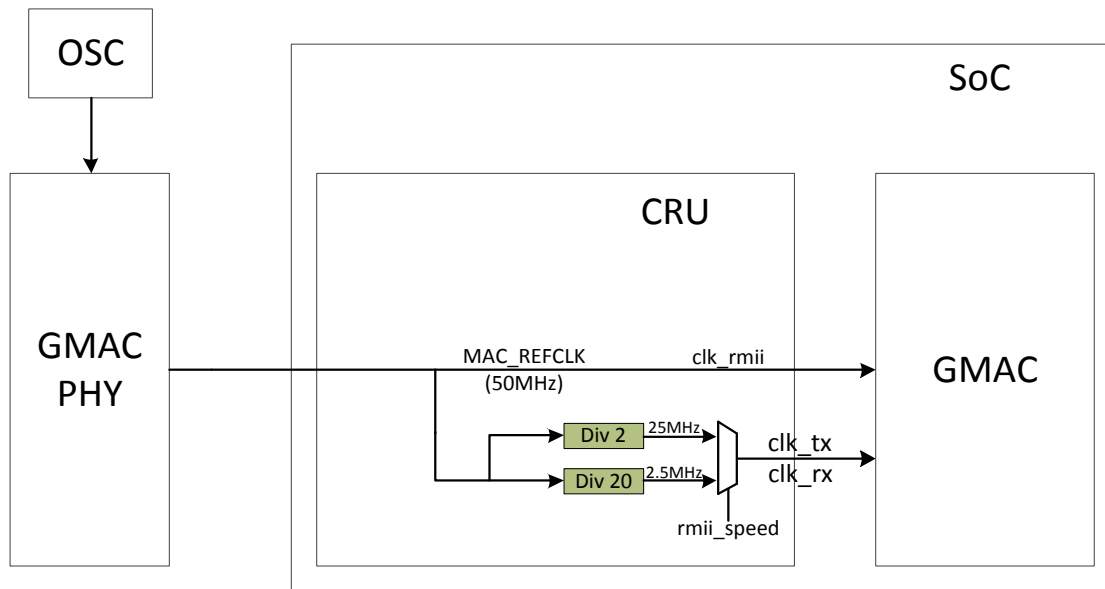 OSC
SoC
CRU
GMAC
PHY
MAC_REFCLK
(50MHz)
clk_rmii
GMAC
Div 2
25MHz
Div 20
2.5MHz
clk_tx
clk_rx
rmii_speed